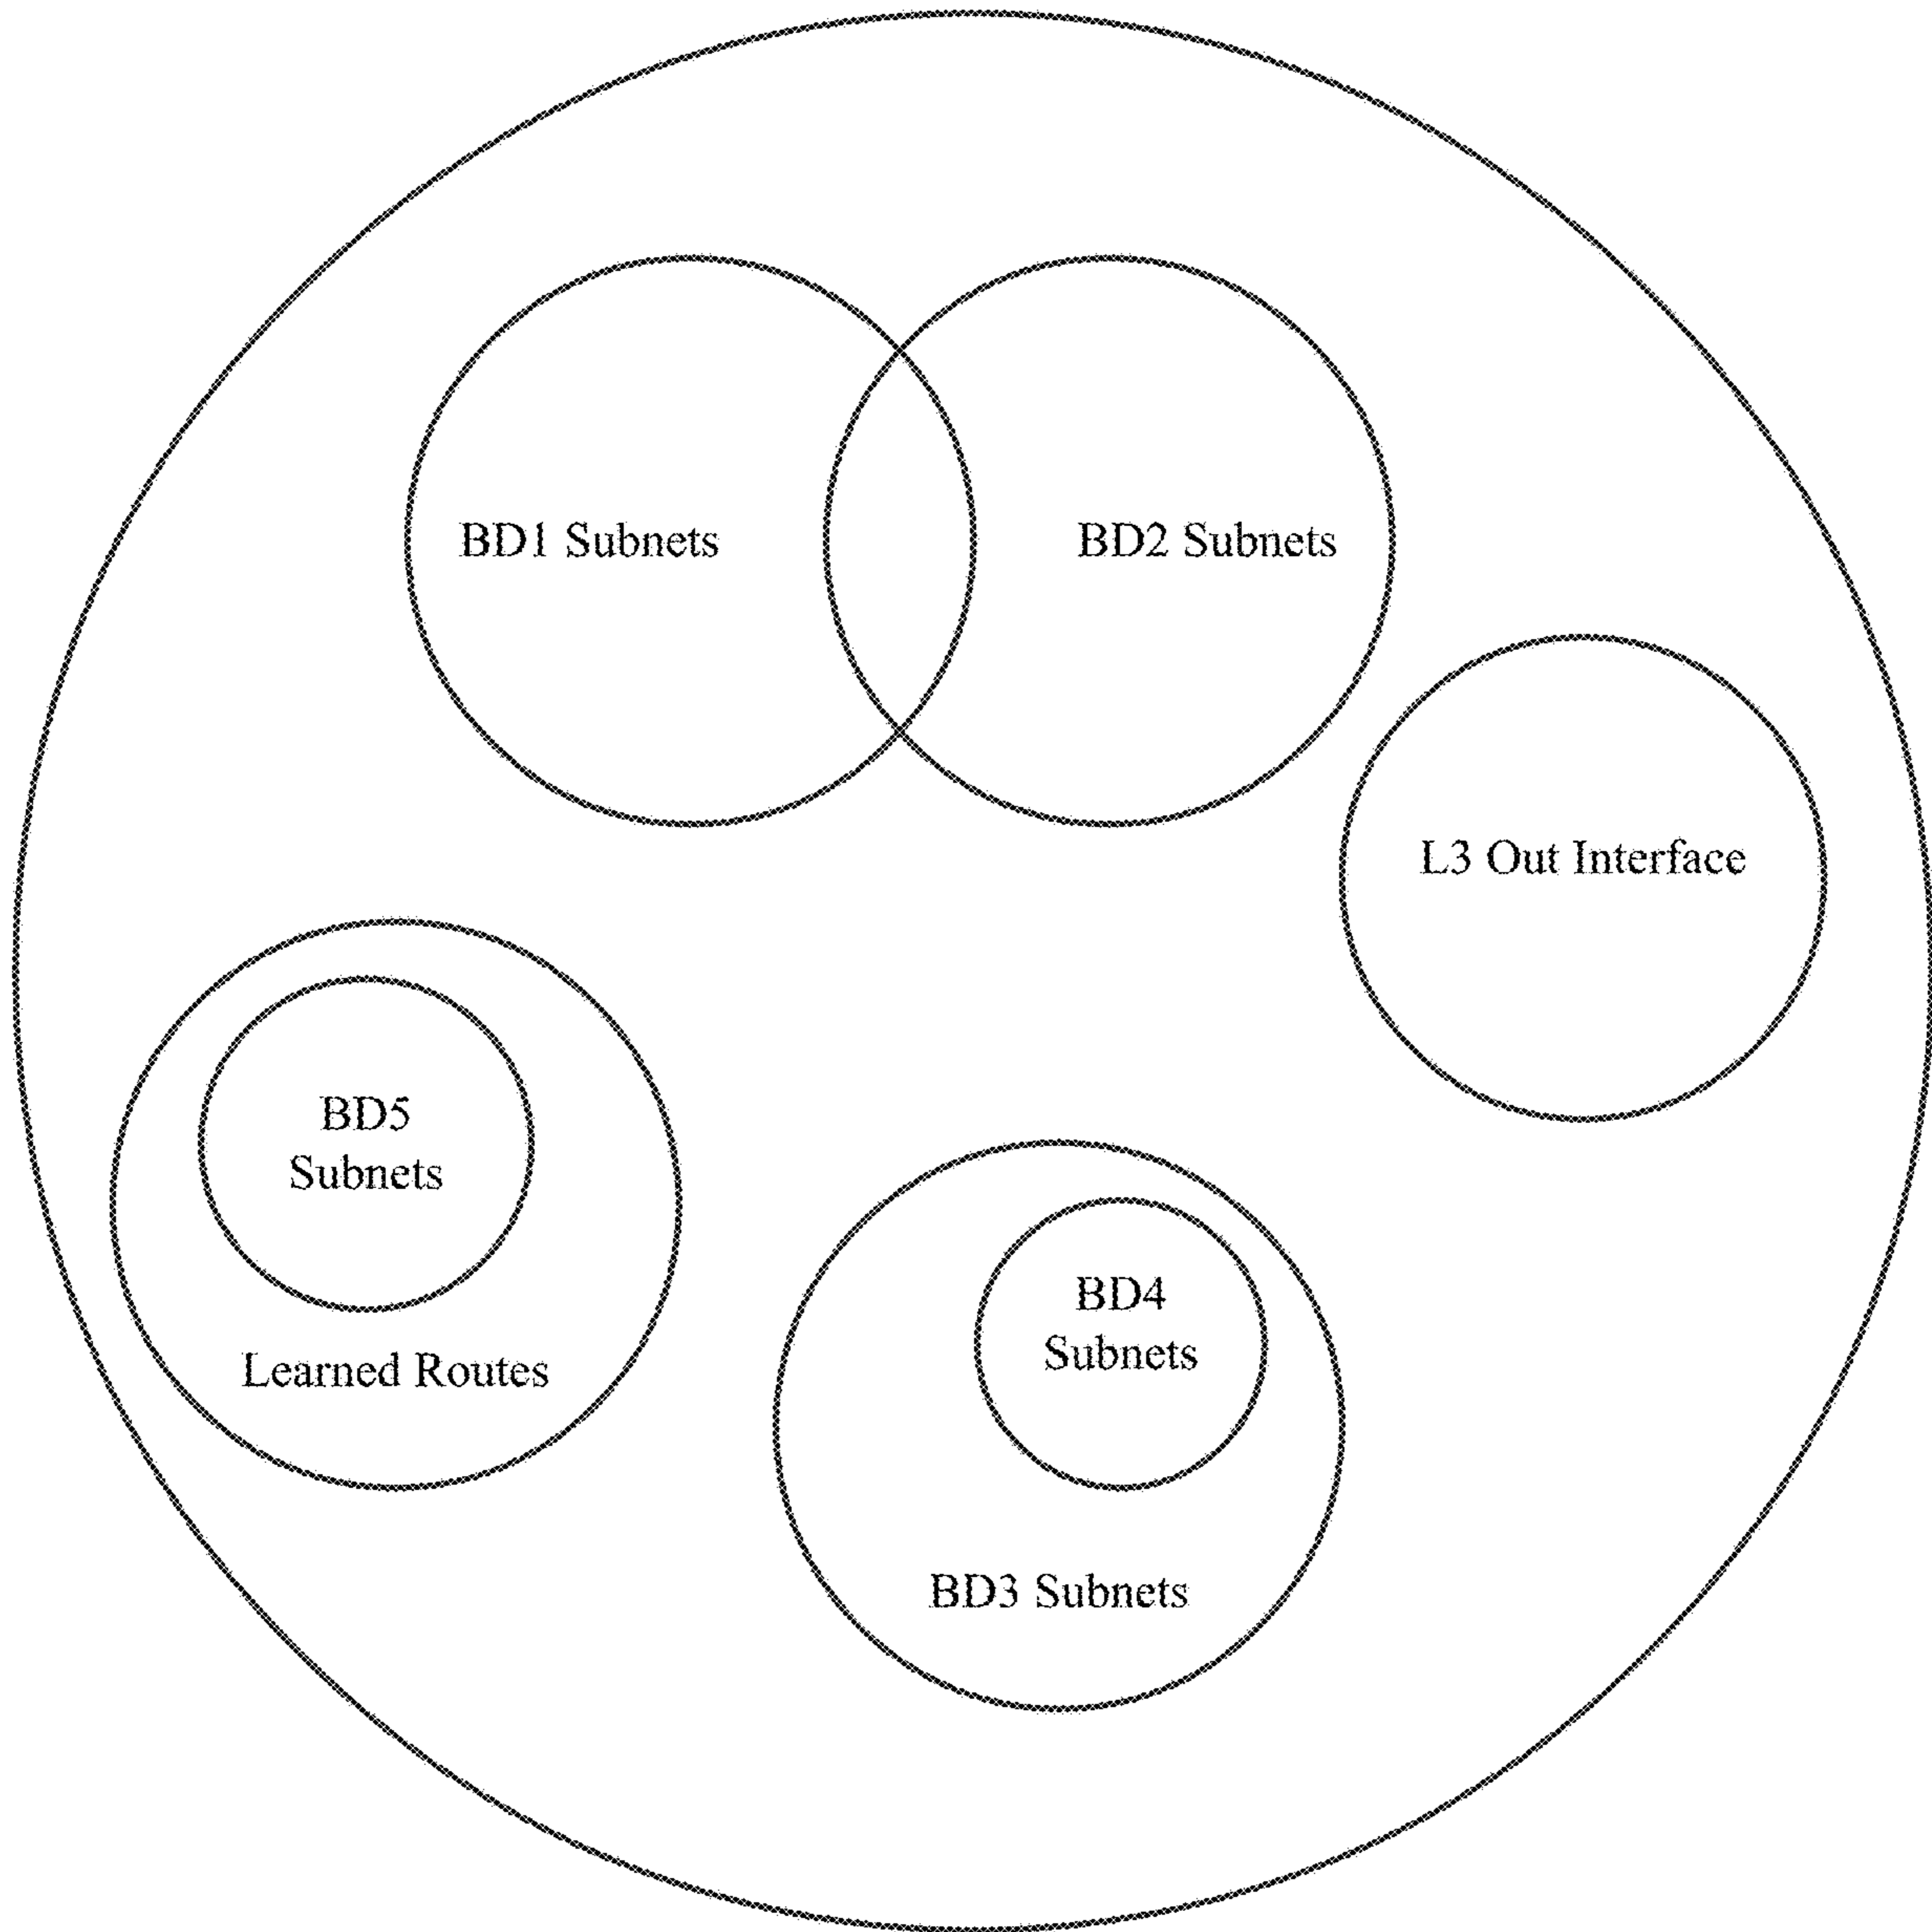 BD1 Subnets
BD2 Subnets
L3 Out Interface
BD5
Subnets
Learned Routes
BD4
Subnets
BD3 Subnets